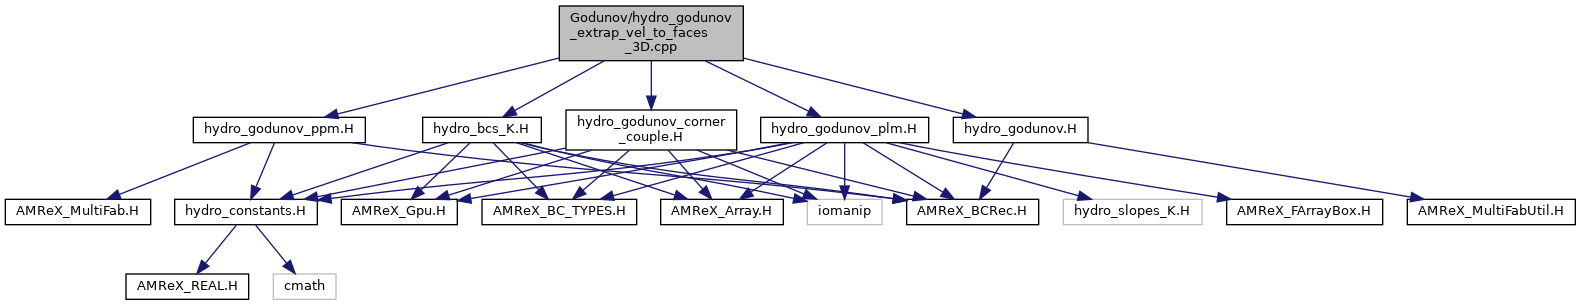 Godunov/hydro_godunov
_extrap_vel_to_faces
_3D.cpp
hydro_godunov_ppm.H
hydro_bcs_K.H
hydro_godunov_corner
_couple.H
hydro_godunov_plm.H
hydro_godunov.H
AMReX_MultiFab.H
hydro_constants.H
AMReX_Gpu.H
AMReX_BC_TYPES.H
AMReX_Array.H
iomanip
AMReX_BCRec.H
hydro_slopes_K.H
AMReX_FArrayBox.H
AMReX_MultiFabUtil.H
AMReX_REAL.H
cmath